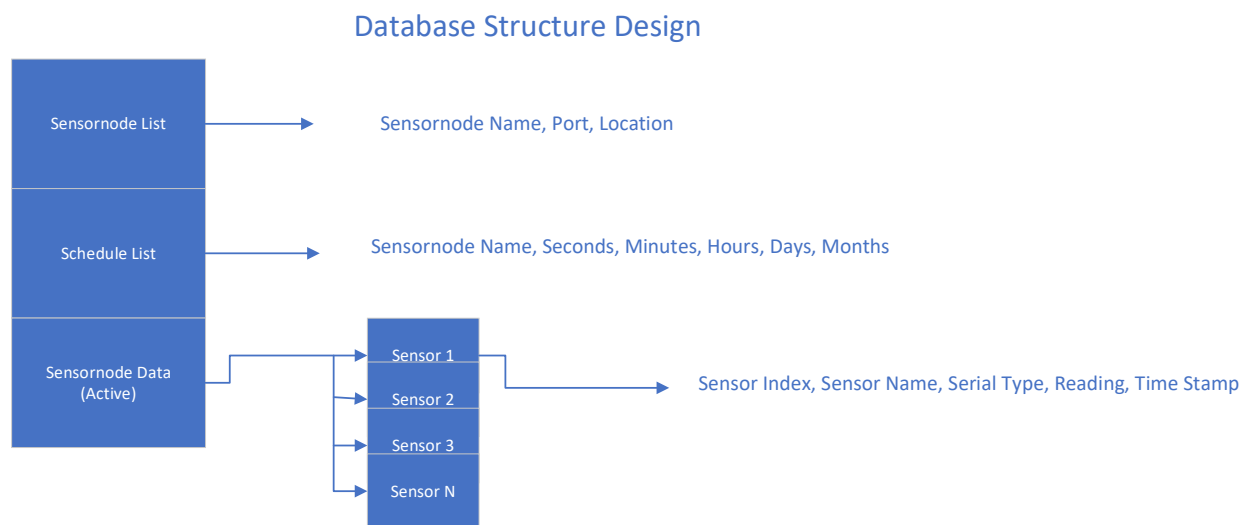 Database Structure Design
Sensornode List
Sensornode Name, Port, Location
Schedule List
Sensornode Name, Seconds, Minutes, Hours, Days, Months
Sensornode Data
(Active)
Sensor 1
Sensor 2
Sensor 3
Sensor N
Sensor Index, Sensor Name, Serial Type, Reading, Time Stamp